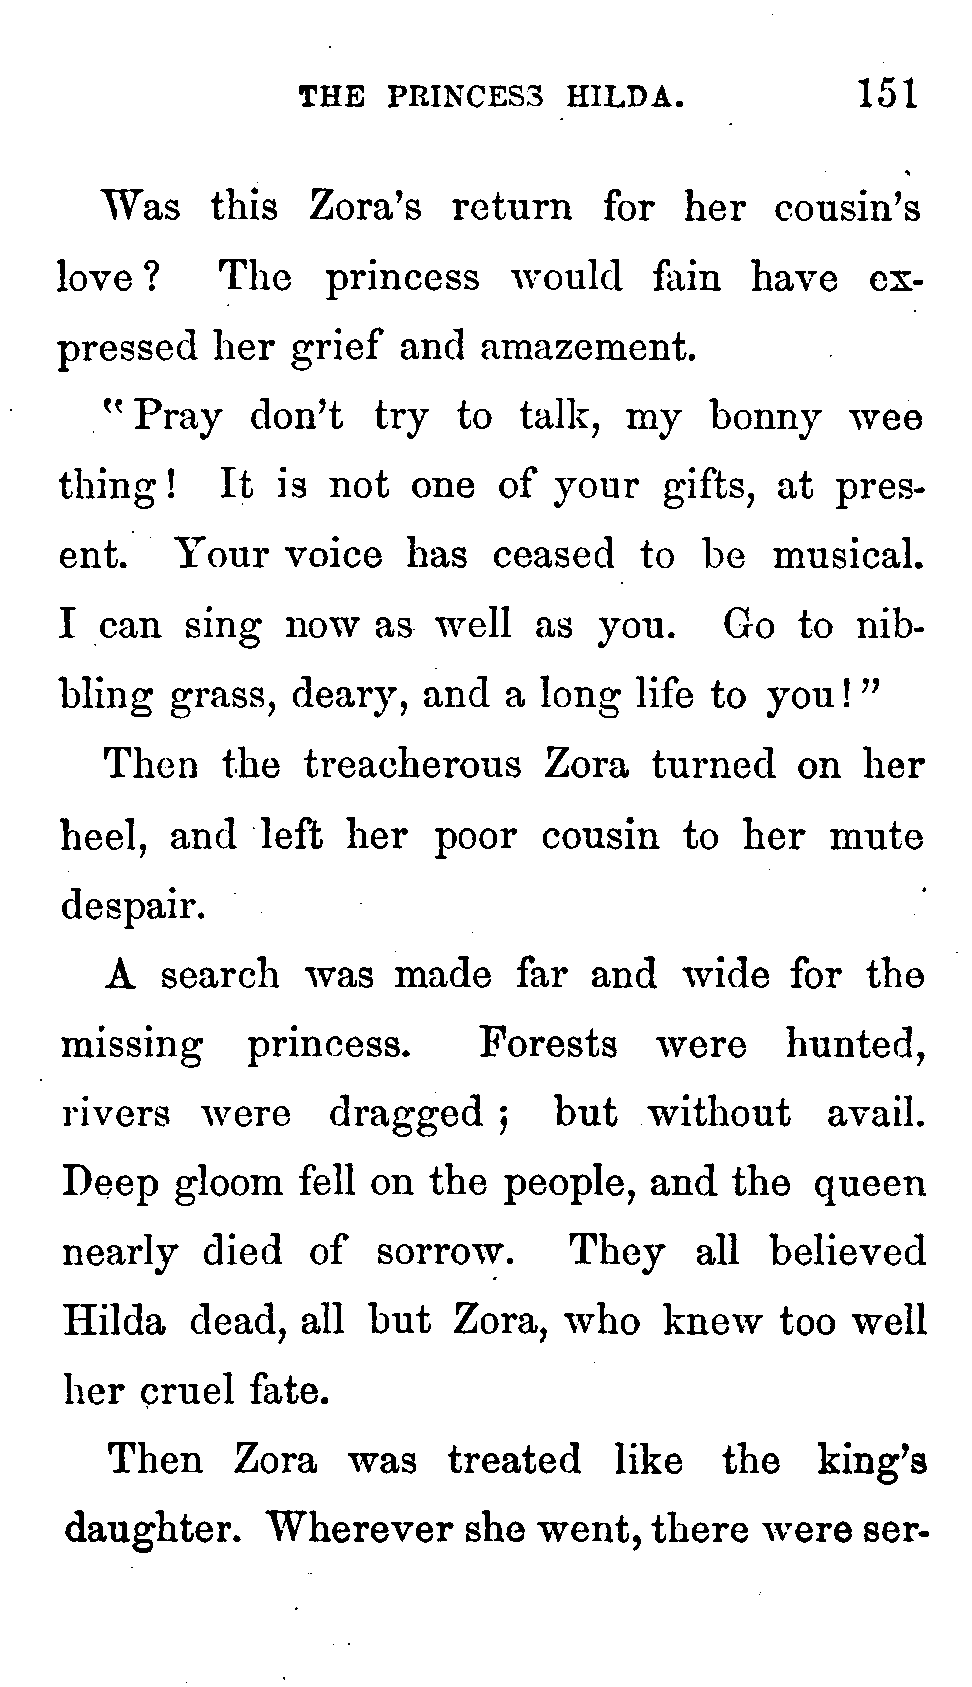 THE PRINCESS HILDA. 151
Was this Zora's return for her cousin's
love? The princess would fain have ex-
pressed her grief and amazement.
"Pray don't try to talk, my bonny wee
thing! It is not one of your gifts, at pres-
ent. Your voice has ceased to be musical.
I can sing now as well as you. Go to nib-
bling grass, deary, and a long life to you!"
Then the treacherous Zora turned on her
heel, and left her poor cousin to her mute
despair.
A search was made far and wide for the
missing princess. Forests were hunted,
rivers were dragged; but without avail.
Deep gloom fell on the people, and the queen
nearly died of sorrow. They all believed
Hilda dead, all but Zora, who knew too well
her cruel fate.
Then Zora was treated like the king's
daughter. Wherever she went, there were ser-